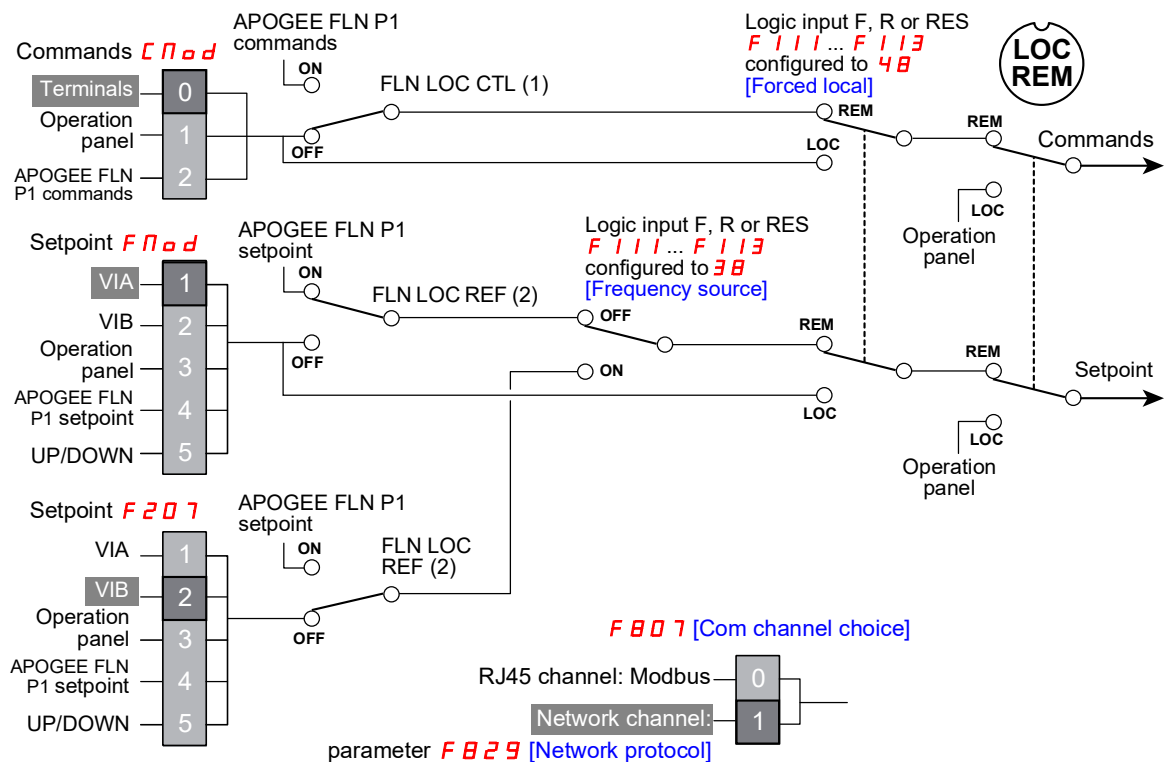 Commands CMod
Terminals
0
Operation
panel
1
APOGEE FLN
P1 commands
2
APOGEE FLN P1
commands
ON
OFF
FLN LOC CTL (1)
Logic input F, R or RES
F111... F113
configured to 48
[Forced local]
REM
LOC
LOC
REM
REM
Commands
LOC
Operation
panel
Setpoint FMod
VIA
1
VIB
2
Operation
panel
3
APOGEE FLN
P1 setpoint
4
UP/DOWN
5
APOGEE FLN P1
setpoint
ON
OFF
FLN LOC REF (2)
Logic input F, R or RES
F111... F113
configured to 38
[Frequency source]
OFF
ON
REM
LOC
REM
Setpoint
LOC
Operation
panel
Setpoint F207
VIA
1
VIB
2
Operation
panel
3
APOGEE FLN
P1 setpoint
4
UP/DOWN
5
APOGEE FLN P1
setpoint
ON
OFF
FLN LOC
REF (2)
F807 [Com channel choice]
RJ45 channel: Modbus
0
Network channel:
1
parameter F829 [Network protocol]